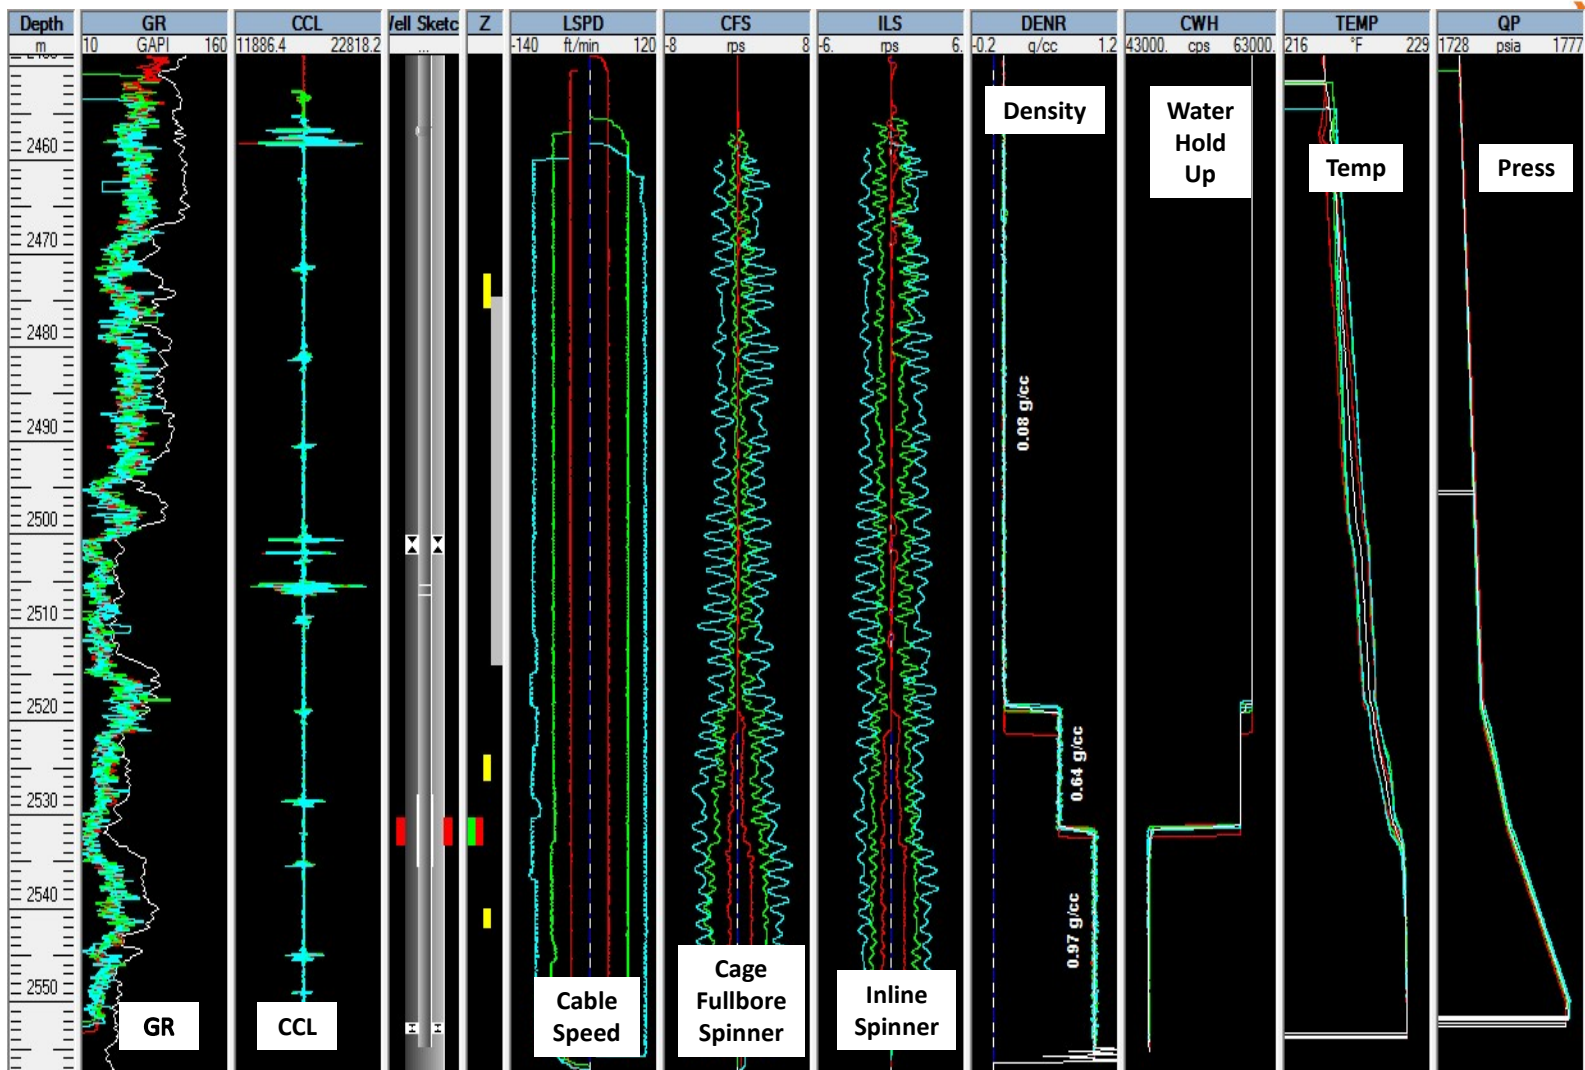 Depth GR CCL /ell Sketc Z LSPD CFS ILS DENR CWH TEMP QP
m 10 GAPI 160 11886.4 22818.2 ... -140 ft/min 120 -8 rps 8 -6. rps 6. -0.2 g/cc 1.2 43000. cps 63000. 216 °F 229 1728 psia 1777
Density
Water
Hold
Up
Temp
Press
2460
2470
2480
2490
2500
2510
2520
2530
2540
2550
0.08 g/cc
0.64 g/cc
0.97 g/cc
GR
CCL
Cable
Speed
Cage
Fullbore
Spinner
Inline
Spinner